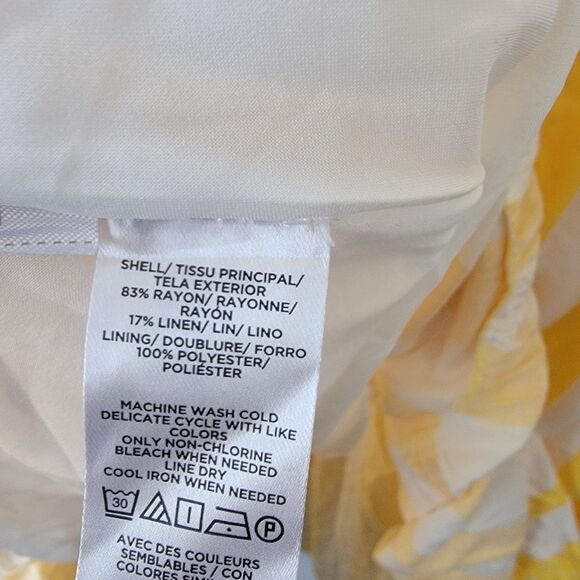 SHELL/ TISSU PRINCIPAL/
TELA EXTERIOR
83% RAYON/ RAYONNE/
RAYÓN
17% LINEN/ LIN/ LINO
LINING/ DOUBLURE/ FORRO
100% POLYESTER/
POLIÉSTER
MACHINE WASH COLD
DELICATE CYCLE WITH LIKE
COLORS
ONLY NON-CHLORINE
BLEACH WHEN NEEDED
LINE DRY
COOL IRON WHEN NEEDED
30 P
AVEC DES COULEURS
SEMBLABLES / CON
COLORES